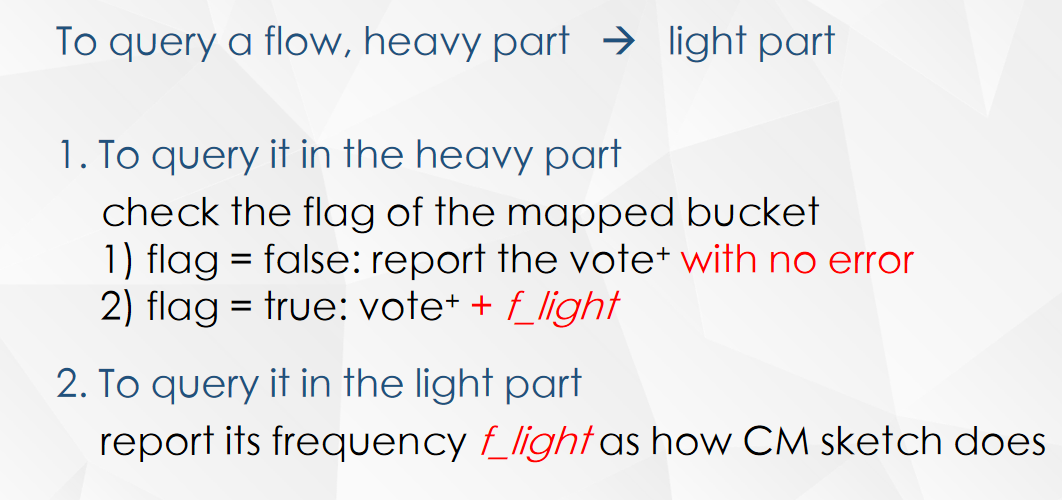 To query a flow, heavy part → light part
1. To query it in the heavy part
check the flag of the mapped bucket
1) flag = false: report the vote⁺ with no error
2) flag = true: vote⁺ + f_light
2. To query it in the light part
report its frequency f_light as how CM sketch does